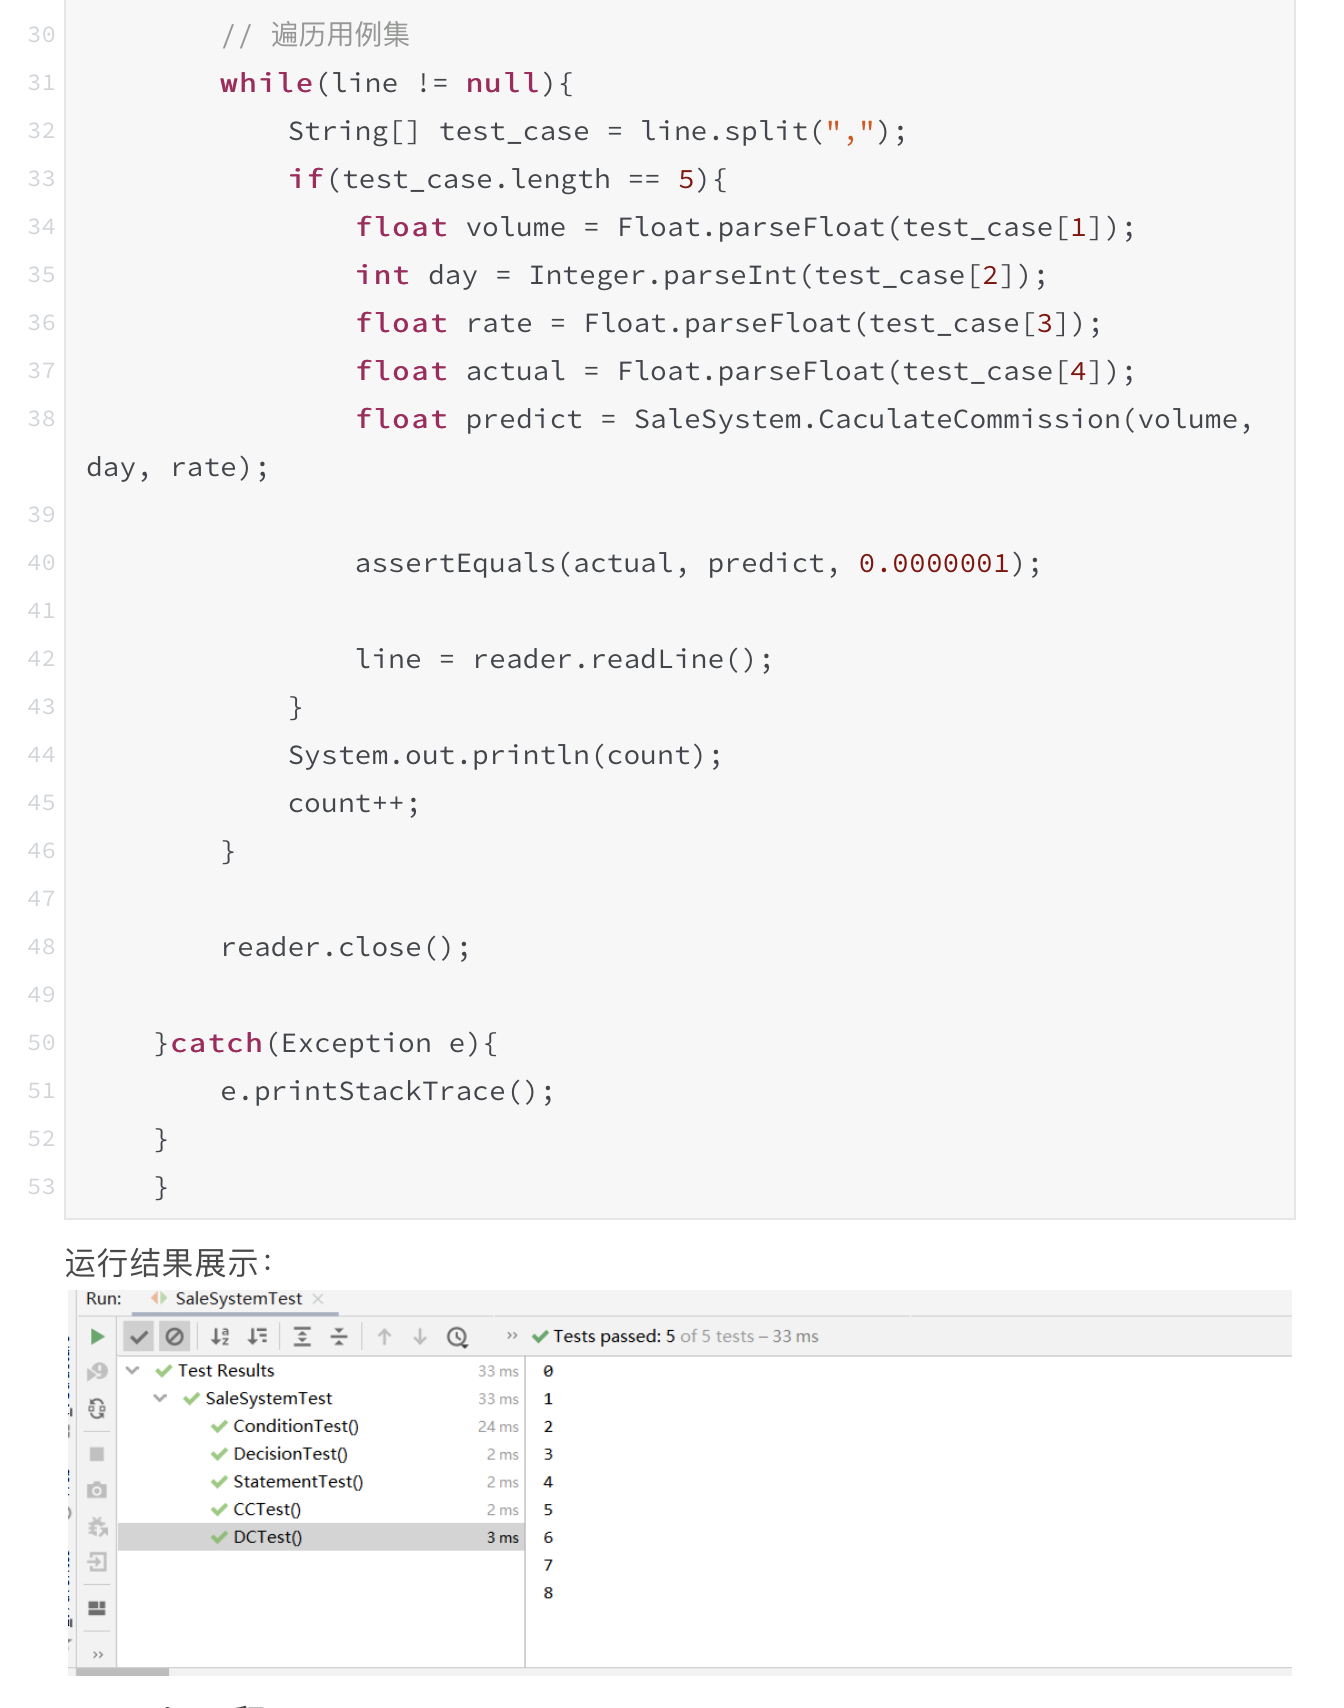 30 // 遍历用例集
31 while(line != null){
32 String[] test_case = line.split(",");
33 if(test_case.length == 5){
34 float volume = Float.parseFloat(test_case[1]);
35 int day = Integer.parseInt(test_case[2]);
36 float rate = Float.parseFloat(test_case[3]);
37 float actual = Float.parseFloat(test_case[4]);
38 float predict = SaleSystem.CaculateCommission(volume,
day, rate);
39
40 assertEquals(actual, predict, 0.0000001);
41
42 line = reader.readLine();
43 }
44 System.out.println(count);
45 count++;
46 }
47
48 reader.close();
49
50 }catch(Exception e){
51 e.printStackTrace();
52 }
53 }
运行结果展示：
Run: SaleSystemTest ×
» Tests passed: 5 of 5 tests – 33 ms
Test Results 33 ms 0
SaleSystemTest 33 ms 1
ConditionTest() 24 ms 2
DecisionTest() 2 ms 3
StatementTest() 2 ms 4
CCTest() 2 ms 5
DCTest() 3 ms 6
7
8
»